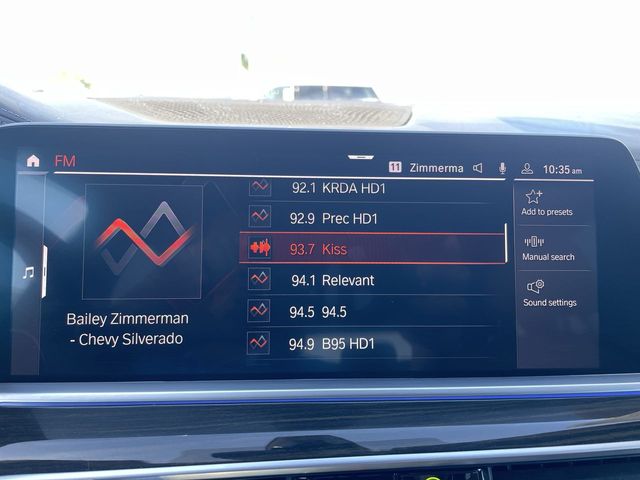 FM
11 Zimmerma 10:35 am
92.1 KRDA HD1
92.9 Prec HD1
93.7 Kiss
94.1 Relevant
94.5 94.5
94.9 B95 HD1
Bailey Zimmerman
- Chevy Silverado
Add to presets
Manual search
Sound settings